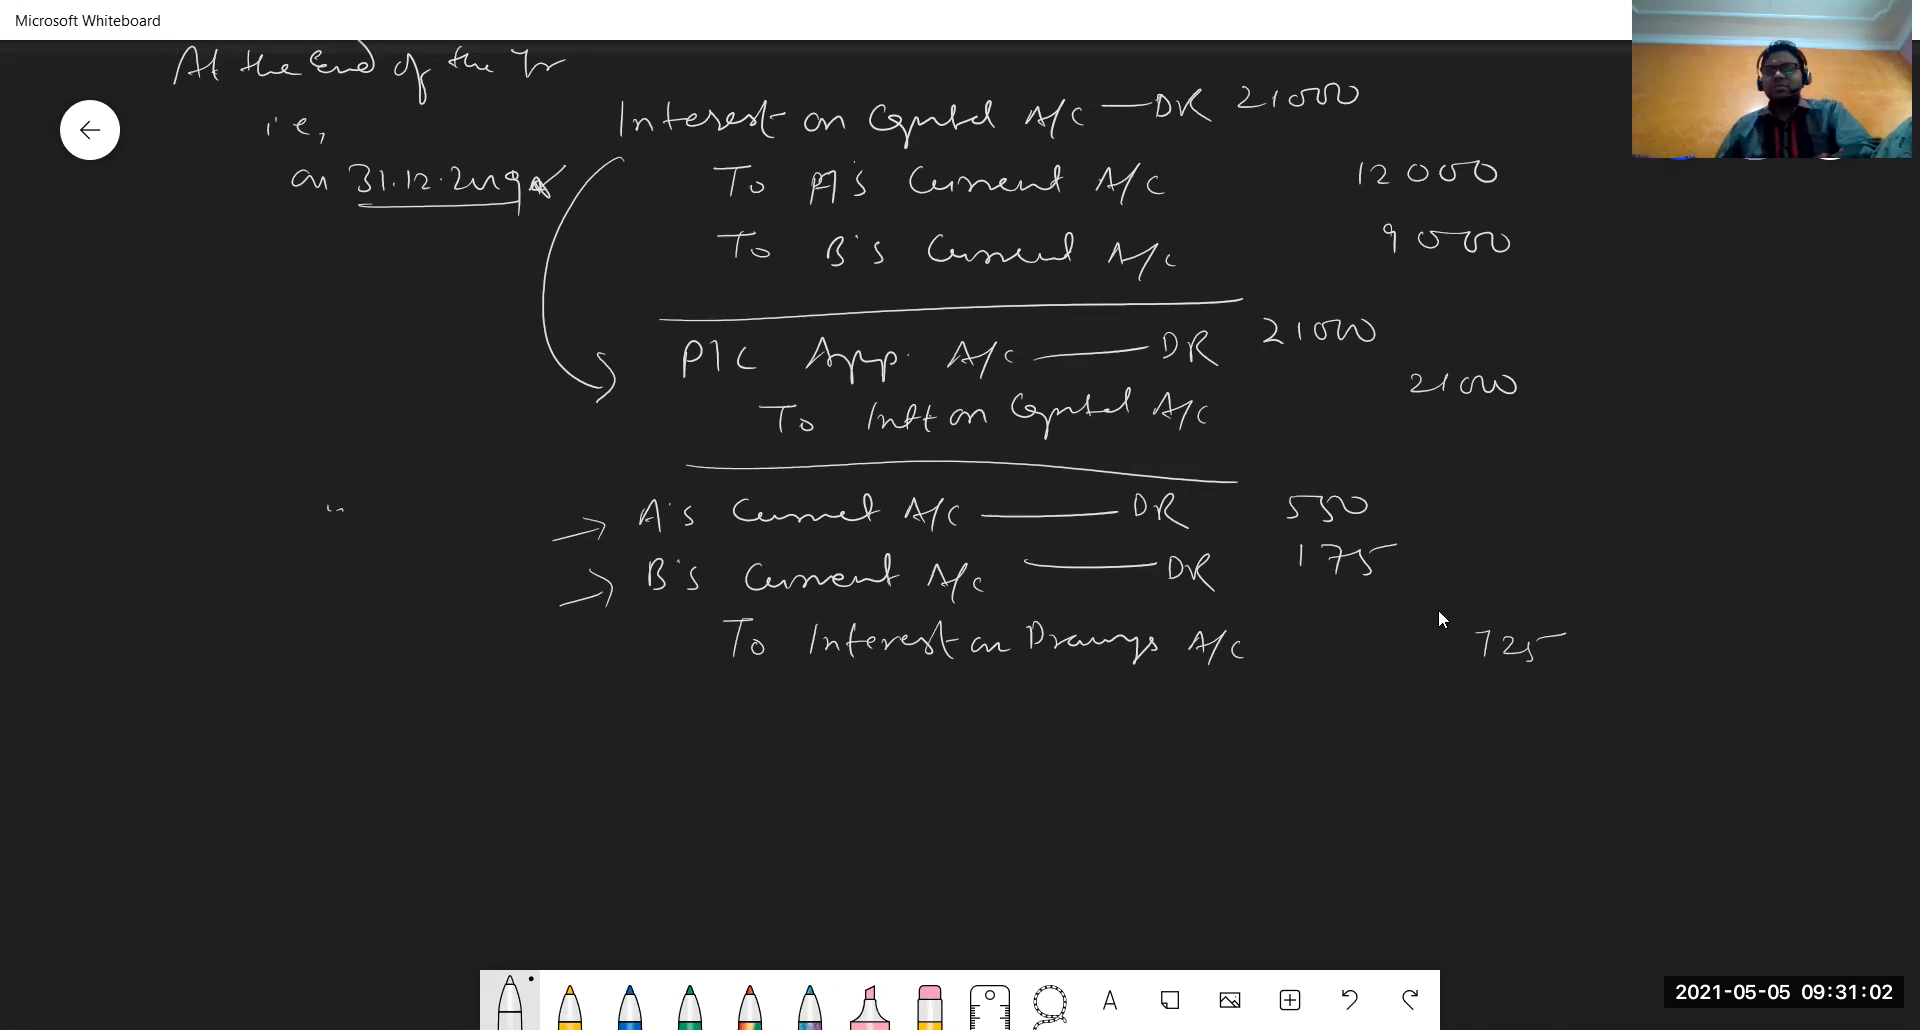 Microsoft Whiteboard
At the End of the Yr
i.e,
on 31.12.2019
Interest on Capital A/C — DR 21000
To A's Current A/C 12000
To B's Current A/C 9000
P/L App. A/C — DR 21000
To Intt on Capital A/C 21000
→ A's Current A/C — DR 550
→ B's Current A/C — DR 175
To Interest on Drawings A/C 725
2021-05-05 09:31:02